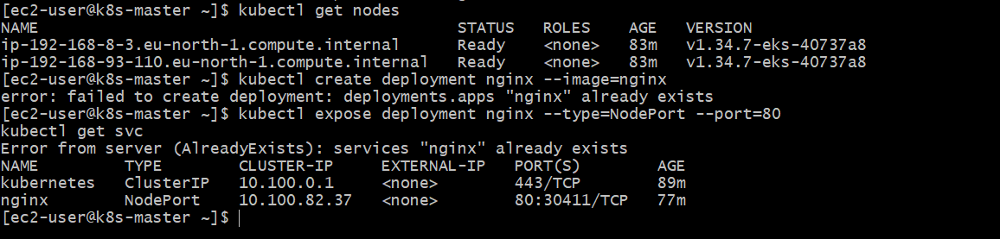 [ec2-user@k8s-master ~]$ kubectl get nodes
NAME STATUS ROLES AGE VERSION
ip-192-168-8-3.eu-north-1.compute.internal Ready <none> 83m v1.34.7-eks-40737a8
ip-192-168-93-110.eu-north-1.compute.internal Ready <none> 83m v1.34.7-eks-40737a8
[ec2-user@k8s-master ~]$ kubectl create deployment nginx --image=nginx
error: failed to create deployment: deployments.apps "nginx" already exists
[ec2-user@k8s-master ~]$ kubectl expose deployment nginx --type=NodePort --port=80
kubectl get svc
Error from server (AlreadyExists): services "nginx" already exists
NAME TYPE CLUSTER-IP EXTERNAL-IP PORT(S) AGE
kubernetes ClusterIP 10.100.0.1 <none> 443/TCP 89m
nginx NodePort 10.100.82.37 <none> 80:30411/TCP 77m
[ec2-user@k8s-master ~]$